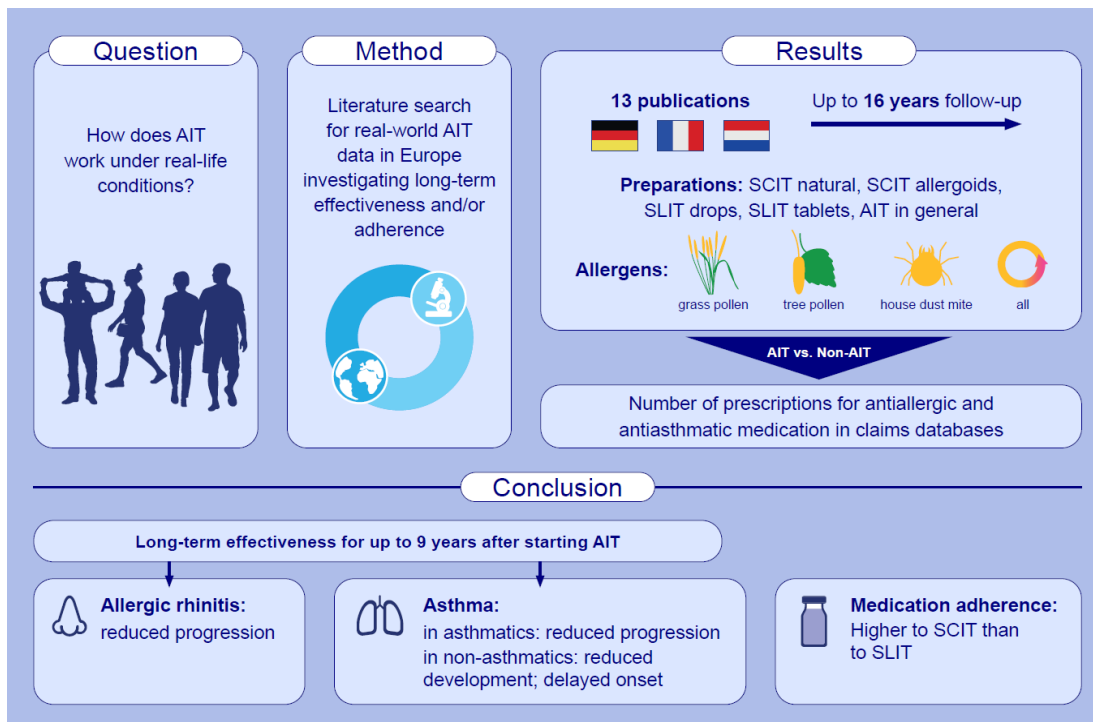 Question
How does AIT
work under real-life
conditions?
Method
Literature search
for real-world AIT
data in Europe
investigating long-term
effectiveness and/or
adherence
Results
13 publications
Up to 16 years follow-up
Preparations: SCIT natural, SCIT allergoids,
SLIT drops, SLIT tablets, AIT in general
Allergens:
grass pollen
tree pollen
house dust mite
all
AIT vs. Non-AIT
Number of prescriptions for antiallergic and
antiasthmatic medication in claims databases
Conclusion
Long-term effectiveness for up to 9 years after starting AIT
Allergic rhinitis:
reduced progression
Asthma:
in asthmatics: reduced progression
in non-asthmatics: reduced
development; delayed onset
Medication adherence:
Higher to SCIT than
to SLIT